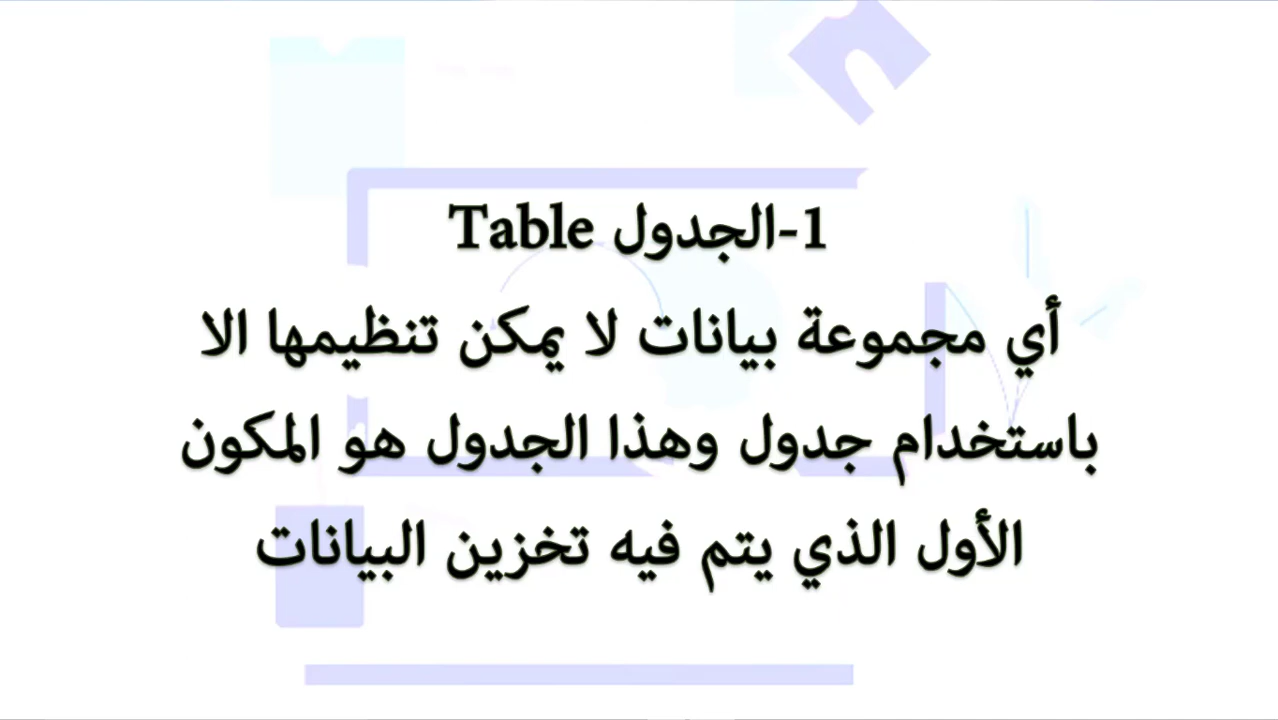 1-الجدول Table
أي مجموعة بيانات لا يمكن تنظيمها الا
باستخدام جدول وهذا الجدول هو المكون
الأول الذي يتم فيه تخزين البيانات